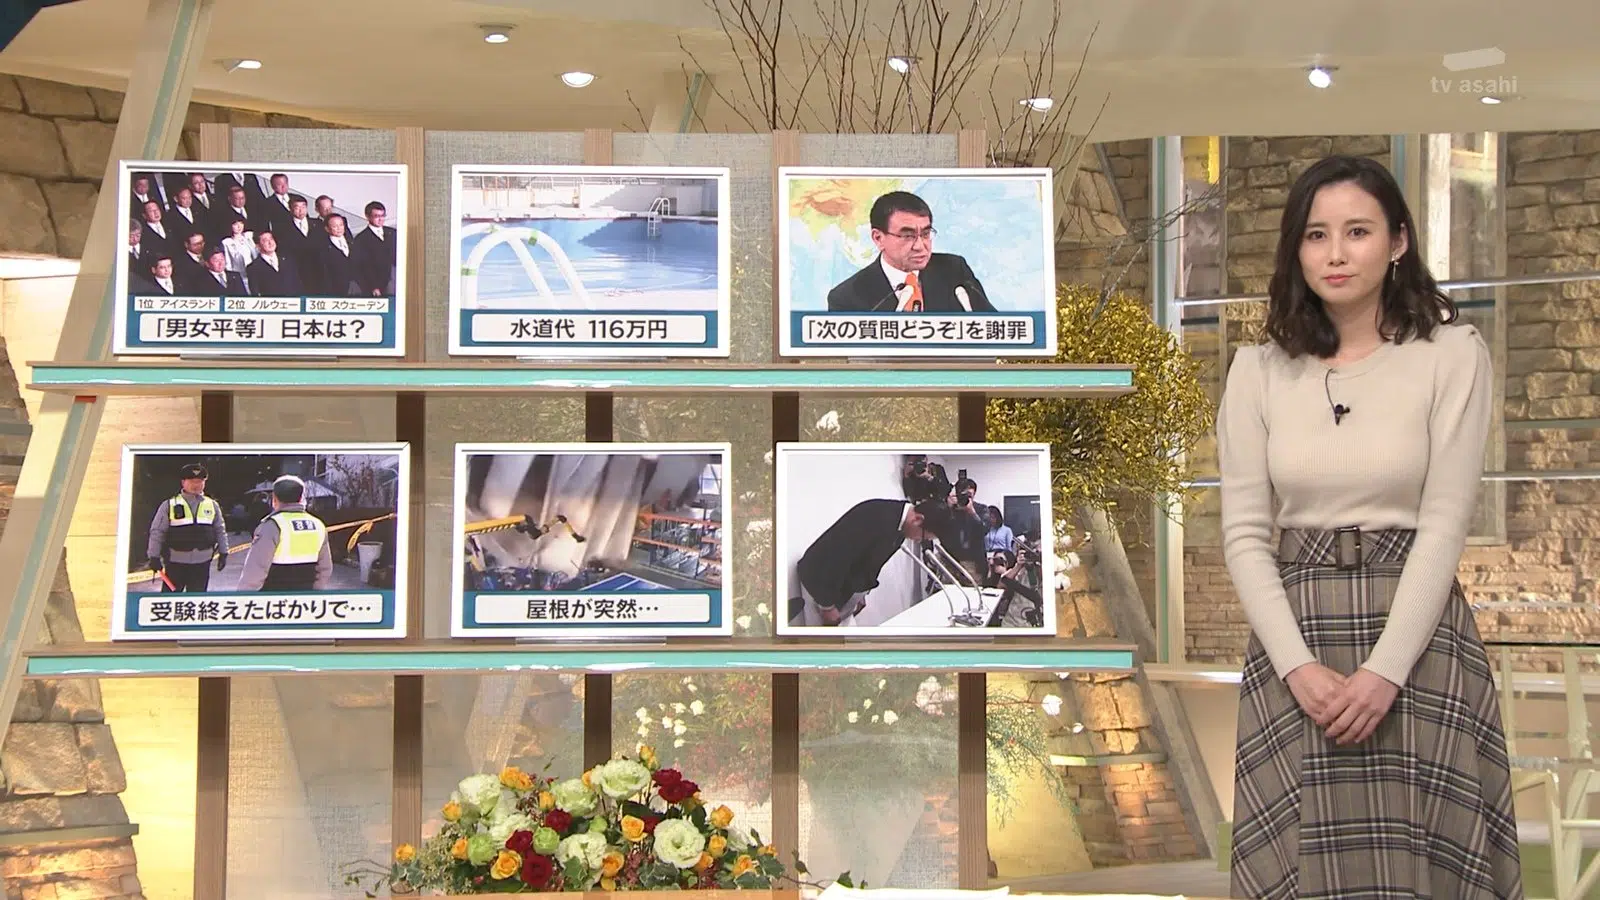 tv asahi
1位 アイスランド 2位 ノルウェー 3位 スウェーデン
「男女平等」日本は？
水道代 116万円
「次の質問どうぞ」を謝罪
受験終えたばかりで…
屋根が突然…